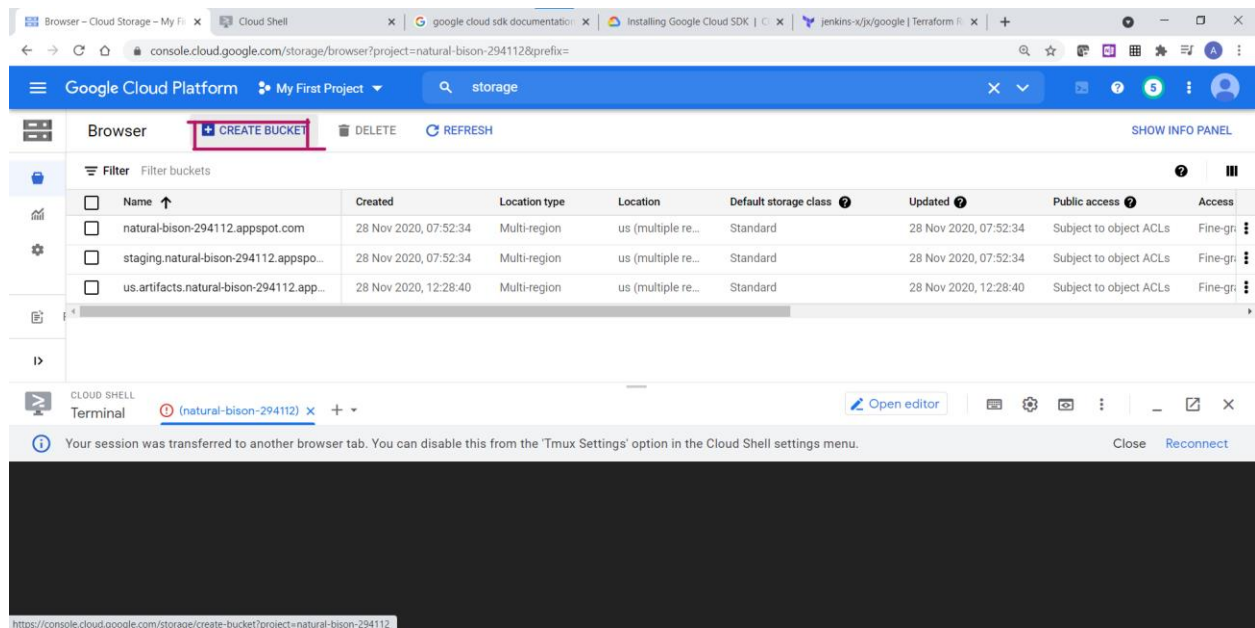 Browser – Cloud Storage – My Fi
Cloud Shell
google cloud sdk documentation
Installing Google Cloud SDK | C
jenkins-x/jx/google | Terraform R
console.cloud.google.com/storage/browser?project=natural-bison-294112&prefix=
A
Google Cloud Platform My First Project storage 5
Browser CREATE BUCKET DELETE REFRESH SHOW INFO PANEL
Filter Filter buckets
Name Created Location type Location Default storage class Updated Public access Access
natural-bison-294112.appspot.com 28 Nov 2020, 07:52:34 Multi-region us (multiple re... Standard 28 Nov 2020, 07:52:34 Subject to object ACLs Fine-gra
staging.natural-bison-294112.appspo... 28 Nov 2020, 07:52:34 Multi-region us (multiple re... Standard 28 Nov 2020, 07:52:34 Subject to object ACLs Fine-gra
us.artifacts.natural-bison-294112.app... 28 Nov 2020, 12:28:40 Multi-region us (multiple re... Standard 28 Nov 2020, 12:28:40 Subject to object ACLs Fine-gra
CLOUD SHELL
Terminal (natural-bison-294112) Open editor
Your session was transferred to another browser tab. You can disable this from the 'Tmux Settings' option in the Cloud Shell settings menu. Close Reconnect
https://console.cloud.google.com/storage/create-bucket?project=natural-bison-294112